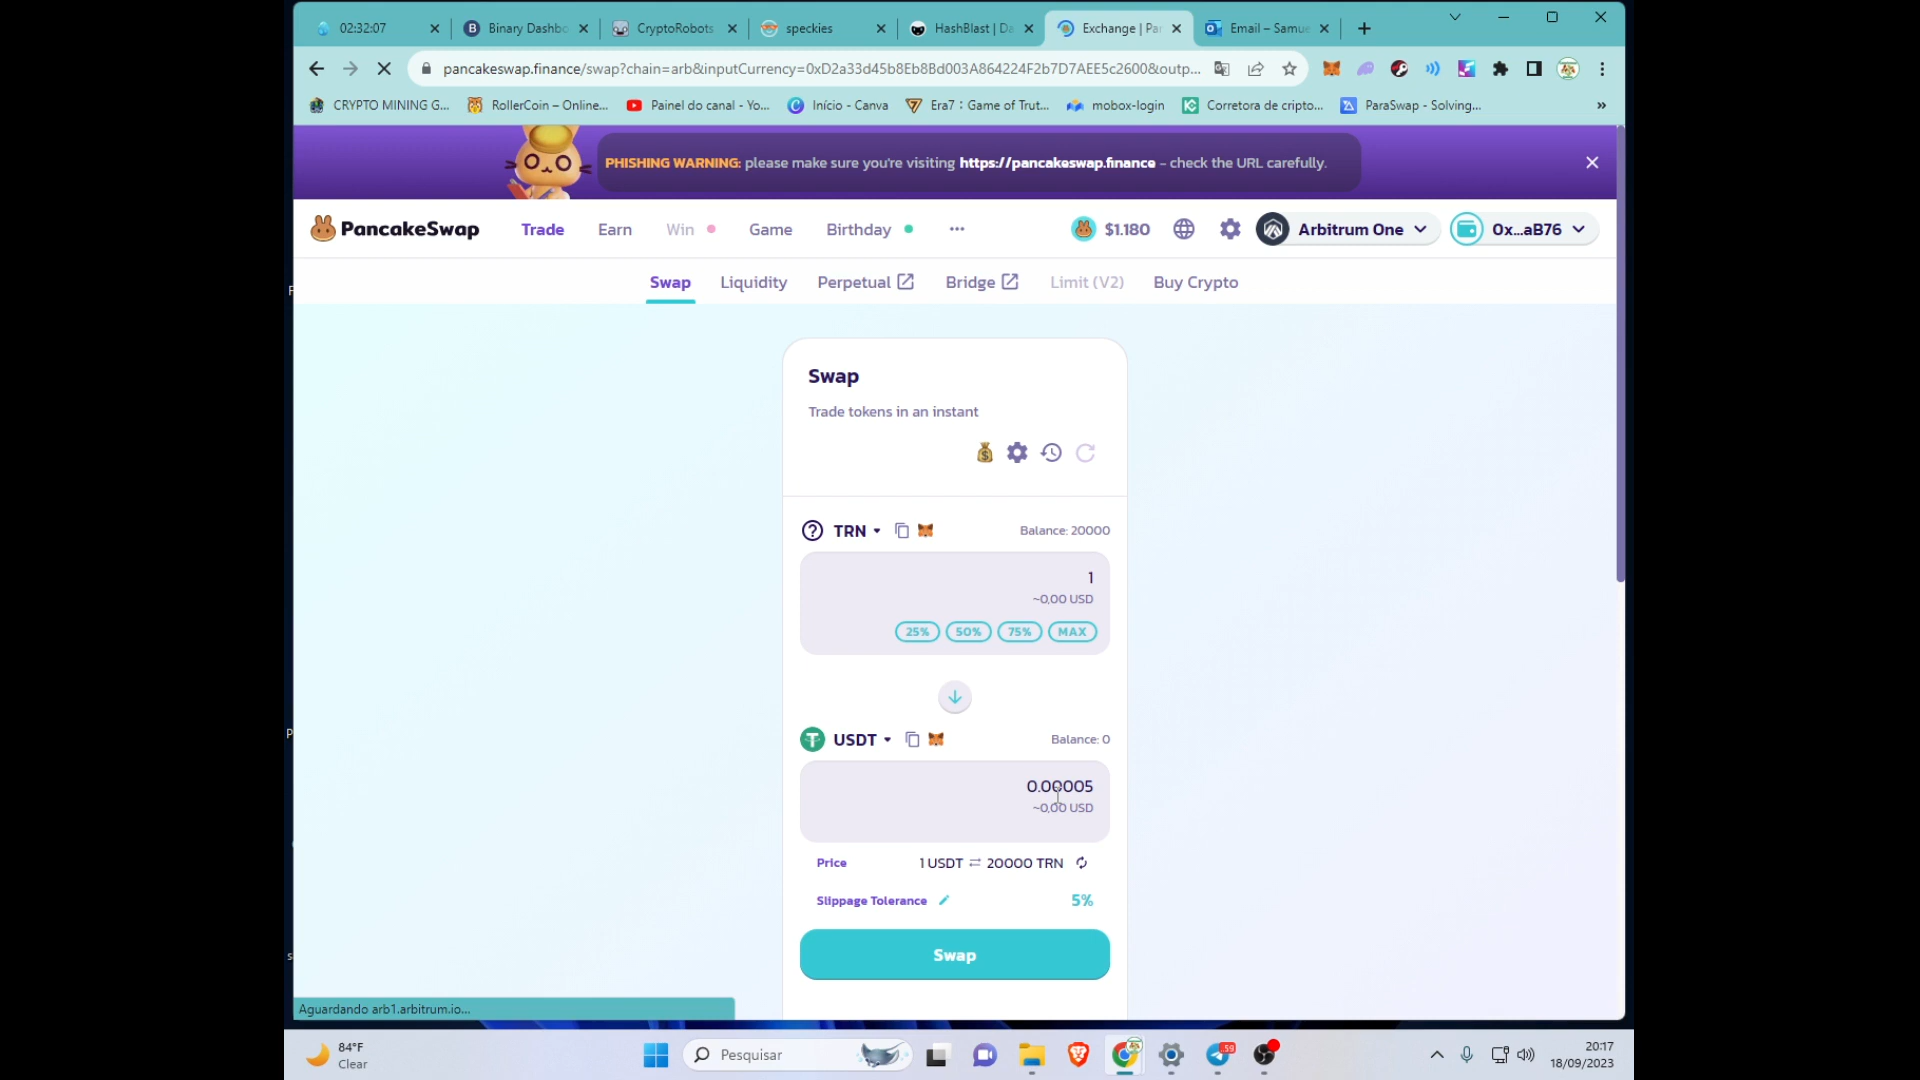 02:32:07
Binary Dashbo
CryptoRobots
speckies
HashBlast | Da
Exchange | Pan
Email – Samue
pancakeswap.finance/swap?chain=arb&inputCurrency=0xD2a33d45b8Eb8Bd003A864224F2b7D7AEE5c2600&outp...
CRYPTO MINING G...
RollerCoin – Online...
Painel do canal - Yo...
Início - Canva
Era7：Game of Trut...
mobox-login
Corretora de cripto...
ParaSwap - Solving...
»
PHISHING WARNING: please make sure you're visiting https://pancakeswap.finance - check the URL carefully.
PancakeSwap
Trade
Earn
Win
Game
Birthday
$1.180
Arbitrum One
0x...aB76
Swap
Liquidity
Perpetual
Bridge
Limit (V2)
Buy Crypto
Swap
Trade tokens in an instant
TRN
Balance: 20000
1
~0,00 USD
25%
50%
75%
MAX
USDT
Balance: 0
0.00005
~0,00 USD
Price
1 USDT ⇌ 20000 TRN
Slippage Tolerance
5%
Swap
Aguardando arb1.arbitrum.io...
84°F
Clear
Pesquisar
59
20:17
18/09/2023